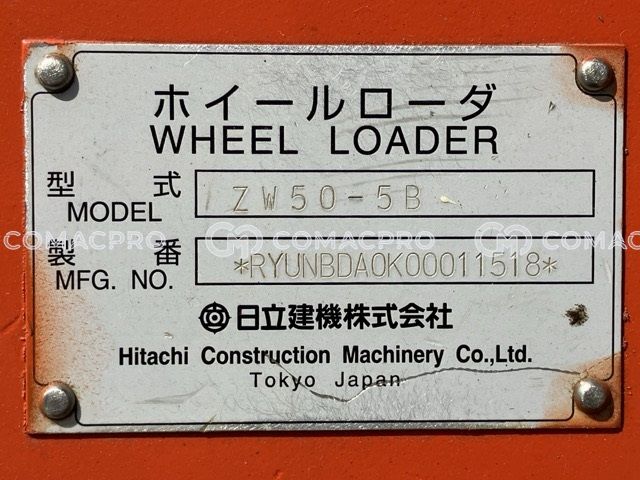 ホイールローダ
WHEEL LOADER
型式
MODEL ZW50-5B
製番
MFG. NO. *RYUNBDA0K00011518*
COMACPRO COMACPRO COMACPRO
日立建機株式会社
Hitachi Construction Machinery Co.,Ltd.
Tokyo Japan